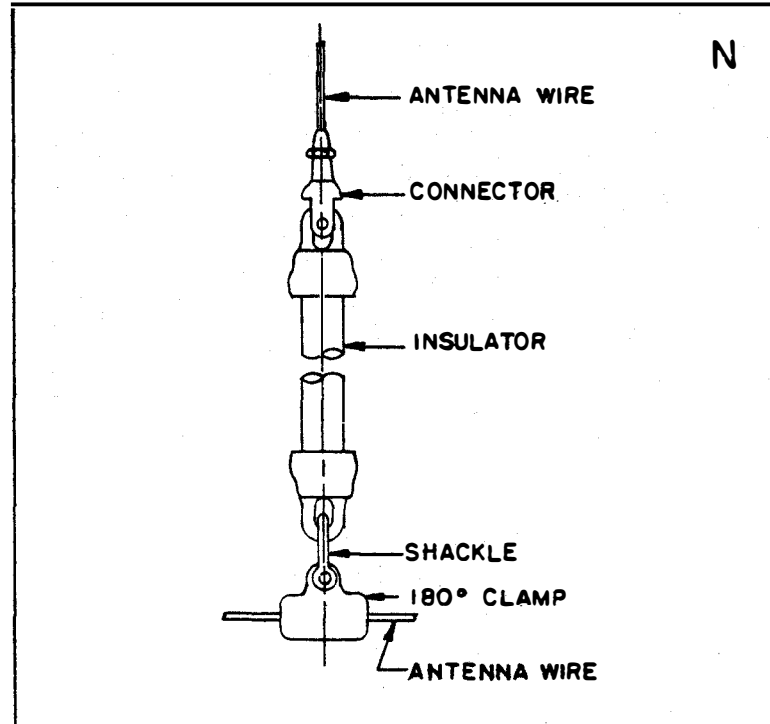 N
ANTENNA WIRE
CONNECTOR
INSULATOR
SHACKLE
180° CLAMP
ANTENNA WIRE